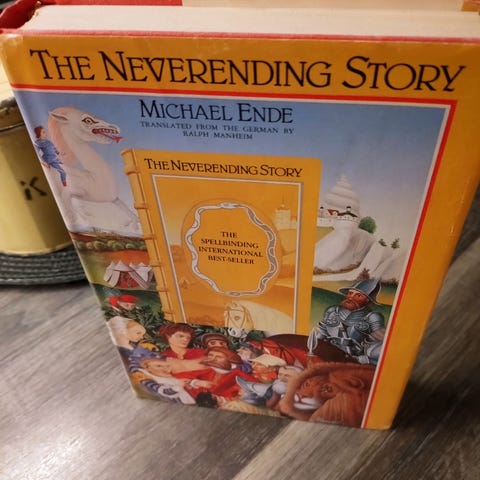 THE NEVERENDING STORY
MICHAEL ENDE
TRANSLATED FROM THE GERMAN BY
RALPH MANHEIM
THE NEVERENDING STORY
THE
SPELLBINDING
INTERNATIONAL
BEST-SELLER
K